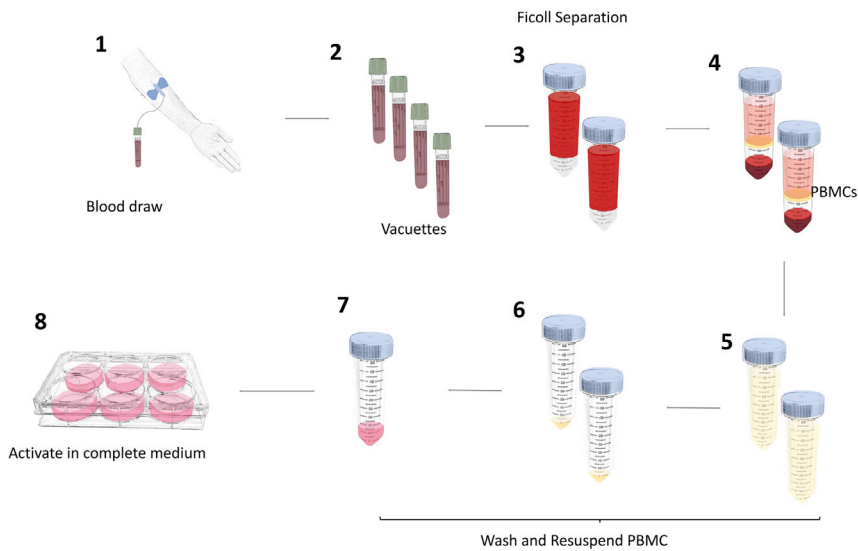 Ficoll Separation
1
2
3
4
Blood draw
Vacuettes
PBMCs
5
6
7
8
Activate in complete medium
Wash and Resuspend PBMC